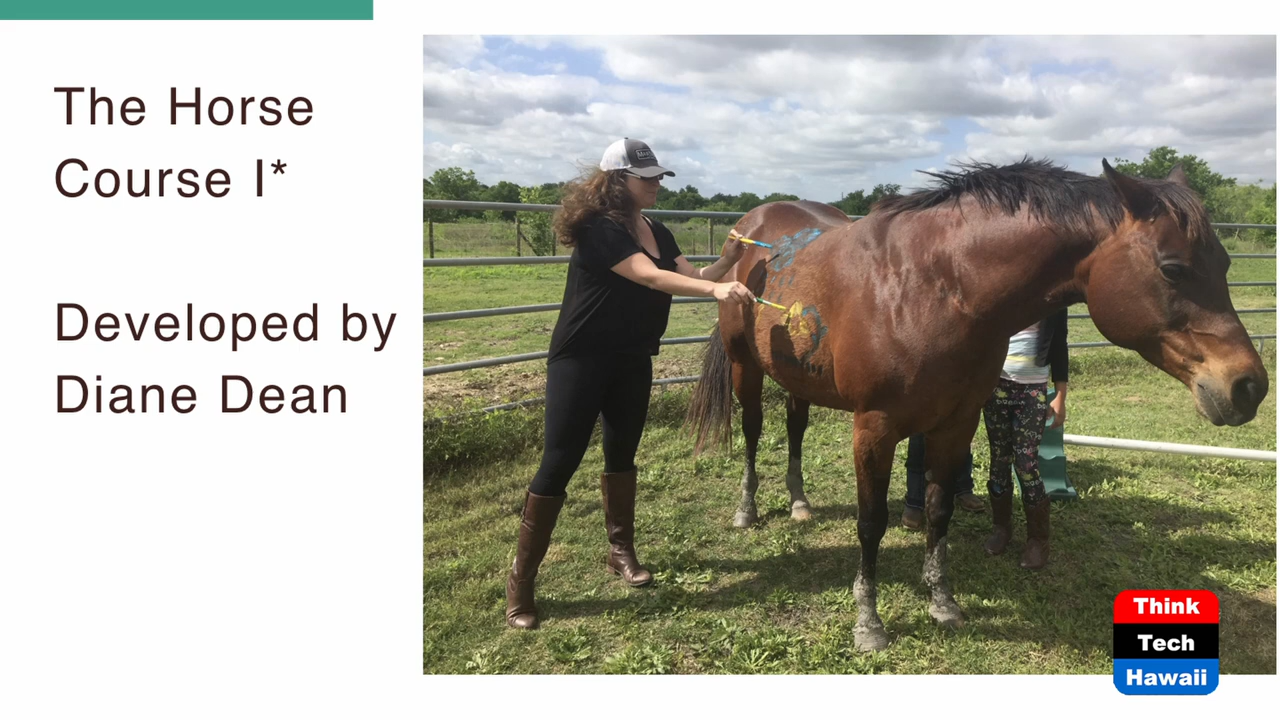 The Horse
Course I*
Developed by
Diane Dean
Think
Tech
Hawaii